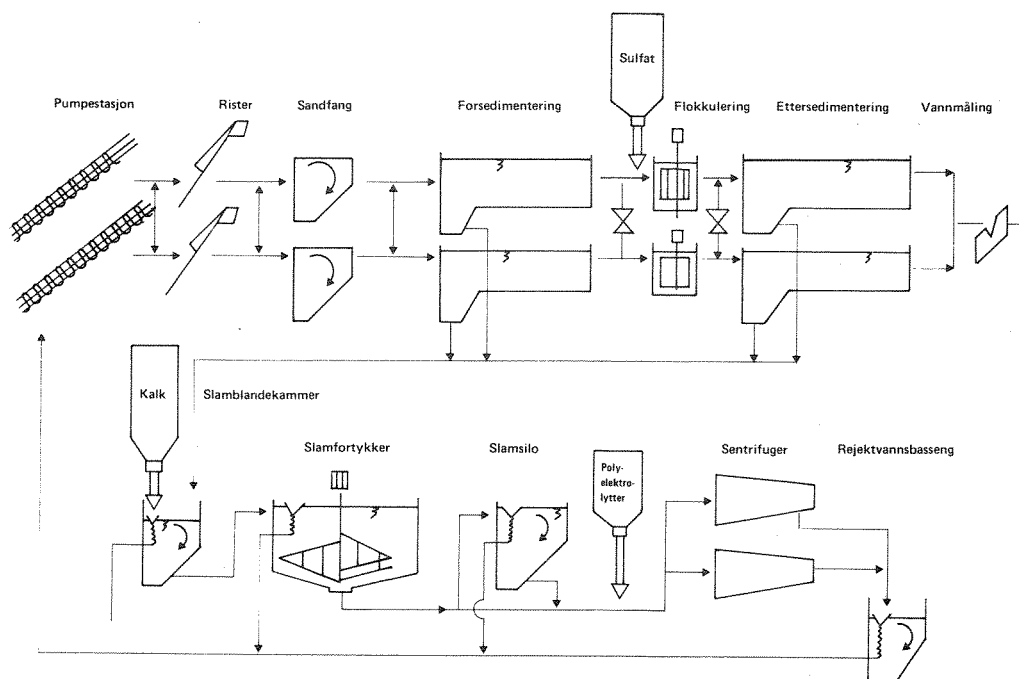 Sulfat
Pumpestasjon
Rister
Sandfang
Forsedimentering
Flokkulering
Ettersedimentering
Vannmåling
Kalk
Slamblandekammer
Slamfortykker
Slamsilo
Poly-
elektro-
lytter
Sentrifuger
Rejektvannsbasseng